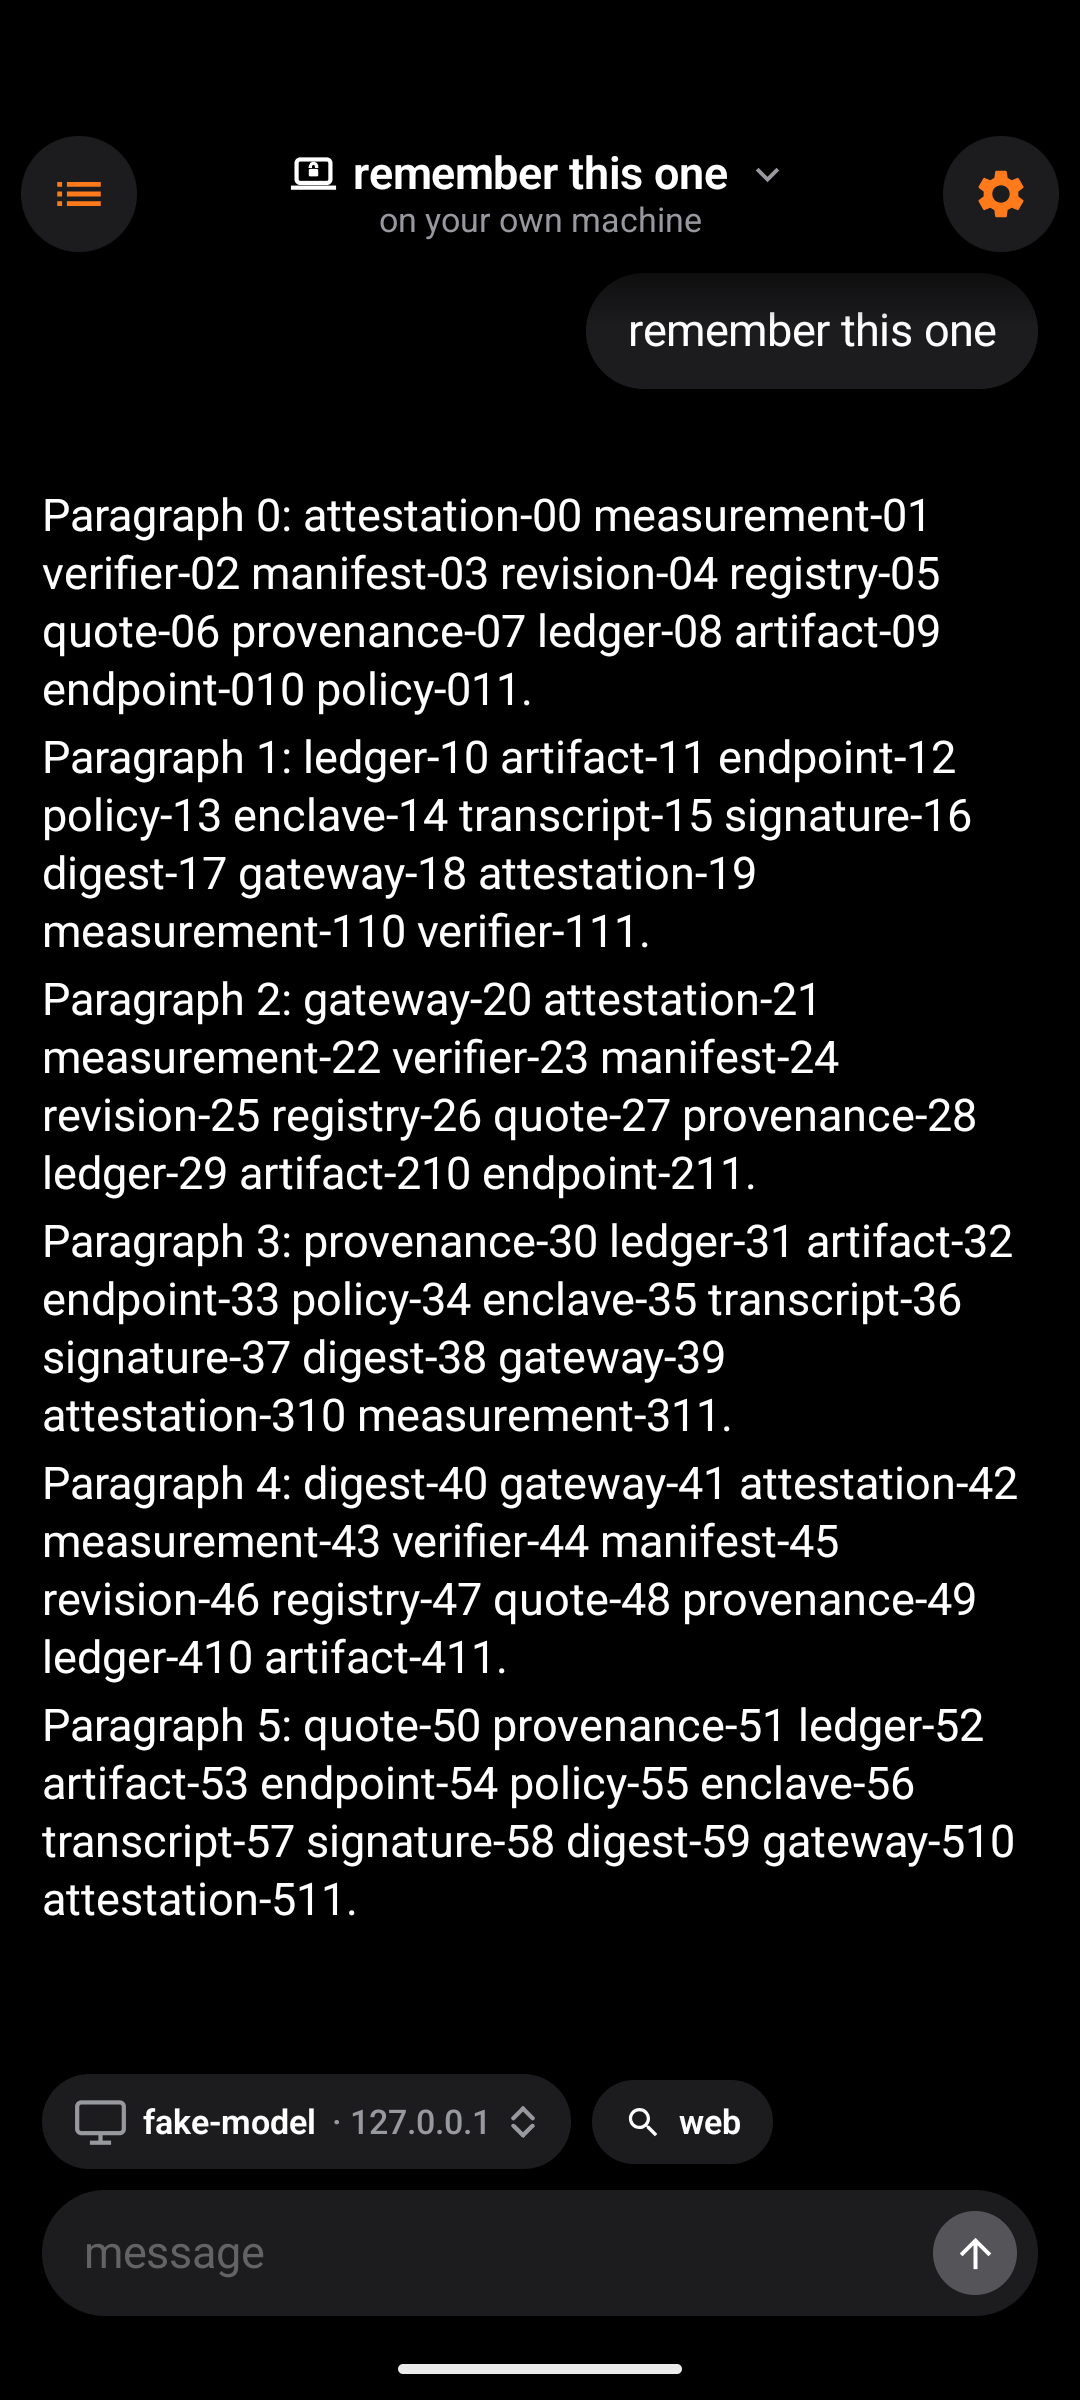 remember this one
on your own machine
remember this one
Paragraph 0: attestation-00 measurement-01
verifier-02 manifest-03 revision-04 registry-05
quote-06 provenance-07 ledger-08 artifact-09
endpoint-010 policy-011.
Paragraph 1: ledger-10 artifact-11 endpoint-12
policy-13 enclave-14 transcript-15 signature-16
digest-17 gateway-18 attestation-19
measurement-110 verifier-111.
Paragraph 2: gateway-20 attestation-21
measurement-22 verifier-23 manifest-24
revision-25 registry-26 quote-27 provenance-28
ledger-29 artifact-210 endpoint-211.
Paragraph 3: provenance-30 ledger-31 artifact-32
endpoint-33 policy-34 enclave-35 transcript-36
signature-37 digest-38 gateway-39
attestation-310 measurement-311.
Paragraph 4: digest-40 gateway-41 attestation-42
measurement-43 verifier-44 manifest-45
revision-46 registry-47 quote-48 provenance-49
ledger-410 artifact-411.
Paragraph 5: quote-50 provenance-51 ledger-52
artifact-53 endpoint-54 policy-55 enclave-56
transcript-57 signature-58 digest-59 gateway-510
attestation-511.
fake-model · 127.0.0.1 web
message